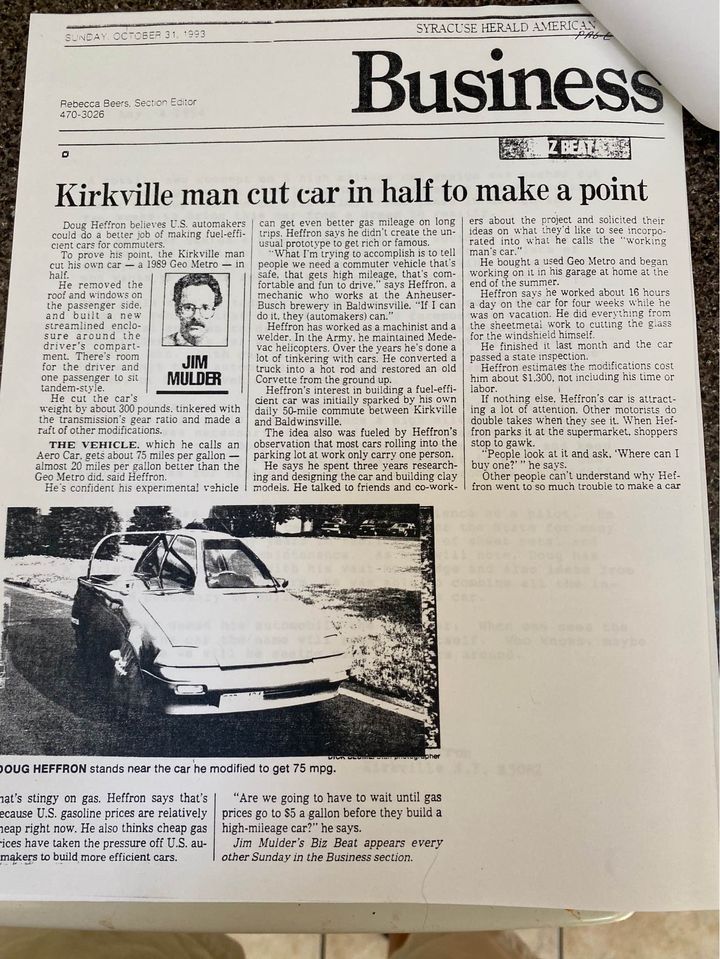 SUNDAY, OCTOBER 31, 1993
SYRACUSE HERALD AMERICAN
Business
Rebecca Beers, Section Editor
470-3026
Z BEAT
Kirkville man cut car in half to make a point
Doug Heffron believes U.S. automakers
could do a better job of making fuel-effi-
cient cars for commuters.
To prove his point, the Kirkville man
cut his own car — a 1989 Geo Metro — in
half.
He removed the
roof and windows on
the passenger side,
and built a new
streamlined enclo-
sure around the
driver's compart-
ment. There's room
for the driver and
one passenger to sit
tandem-style.
JIM
MULDER
He cut the car's
weight by about 300 pounds, tinkered with
the transmission's gear ratio and made a
raft of other modifications.
THE VEHICLE, which he calls an
Aero Car, gets about 75 miles per gallon —
almost 20 miles per gallon better than the
Geo Metro did, said Heffron.
He's confident his experimental vehicle
can get even better gas mileage on long
trips. Heffron says he didn't create the un-
usual prototype to get rich or famous.
"What I'm trying to accomplish is to tell
people we need a commuter vehicle that's
safe, that gets high mileage, that's com-
fortable and fun to drive," says Heffron, a
mechanic who works at the Anheuser-
Busch brewery in Baldwinsville. "If I can
do it, they (automakers) can."
Heffron has worked as a machinist and a
welder. In the Army, he maintained Mede-
vac helicopters. Over the years he's done a
lot of tinkering with cars. He converted a
truck into a hot rod and restored an old
Corvette from the ground up.
Heffron's interest in building a fuel-effi-
cient car was initially sparked by his own
daily 50-mile commute between Kirkville
and Baldwinsville.
The idea also was fueled by Heffron's
observation that most cars rolling into the
parking lot at work only carry one person.
He says he spent three years research-
ing and designing the car and building clay
models. He talked to friends and co-work-
ers about the project and solicited their
ideas on what they'd like to see incorpo-
rated into what he calls the "working
man's car."
He bought a used Geo Metro and began
working on it in his garage at home at the
end of the summer.
Heffron says he worked about 16 hours
a day on the car for four weeks while he
was on vacation. He did everything from
the sheetmetal work to cutting the glass
for the windshield himself.
He finished it last month and the car
passed a state inspection.
Heffron estimates the modifications cost
him about $1,300, not including his time or
labor.
If nothing else, Heffron's car is attract-
ing a lot of attention. Other motorists do
double takes when they see it. When Hef-
fron parks it at the supermarket, shoppers
stop to gawk.
"People look at it and ask, 'Where can I
buy one?' " he says.
Other people can't understand why Hef-
fron went to so much trouble to make a car
photographer
DOUG HEFFRON stands near the car he modified to get 75 mpg.
hat's stingy on gas. Heffron says that's
ecause U.S. gasoline prices are relatively
heap right now. He also thinks cheap gas
rices have taken the pressure off U.S. au-
makers to build more efficient cars.
"Are we going to have to wait until gas
prices go to $5 a gallon before they build a
high-mileage car?" he says.
Jim Mulder's Biz Beat appears every
other Sunday in the Business section.